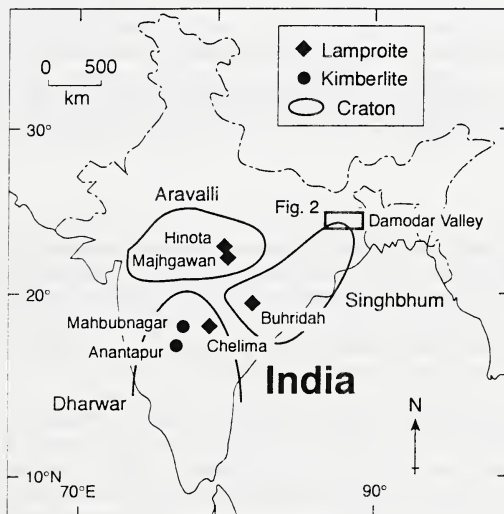 Lamproite
0 500
km
Kimberlite
Craton
30°
Aravalli
Fig. 2
Damodar Valley
Hinota
Majhgawan
20°
Singhbhum
Mahbubnagar
Buhridah
Anantapur
Chelima
India
Dharwar
N
10°N
70°E
90°